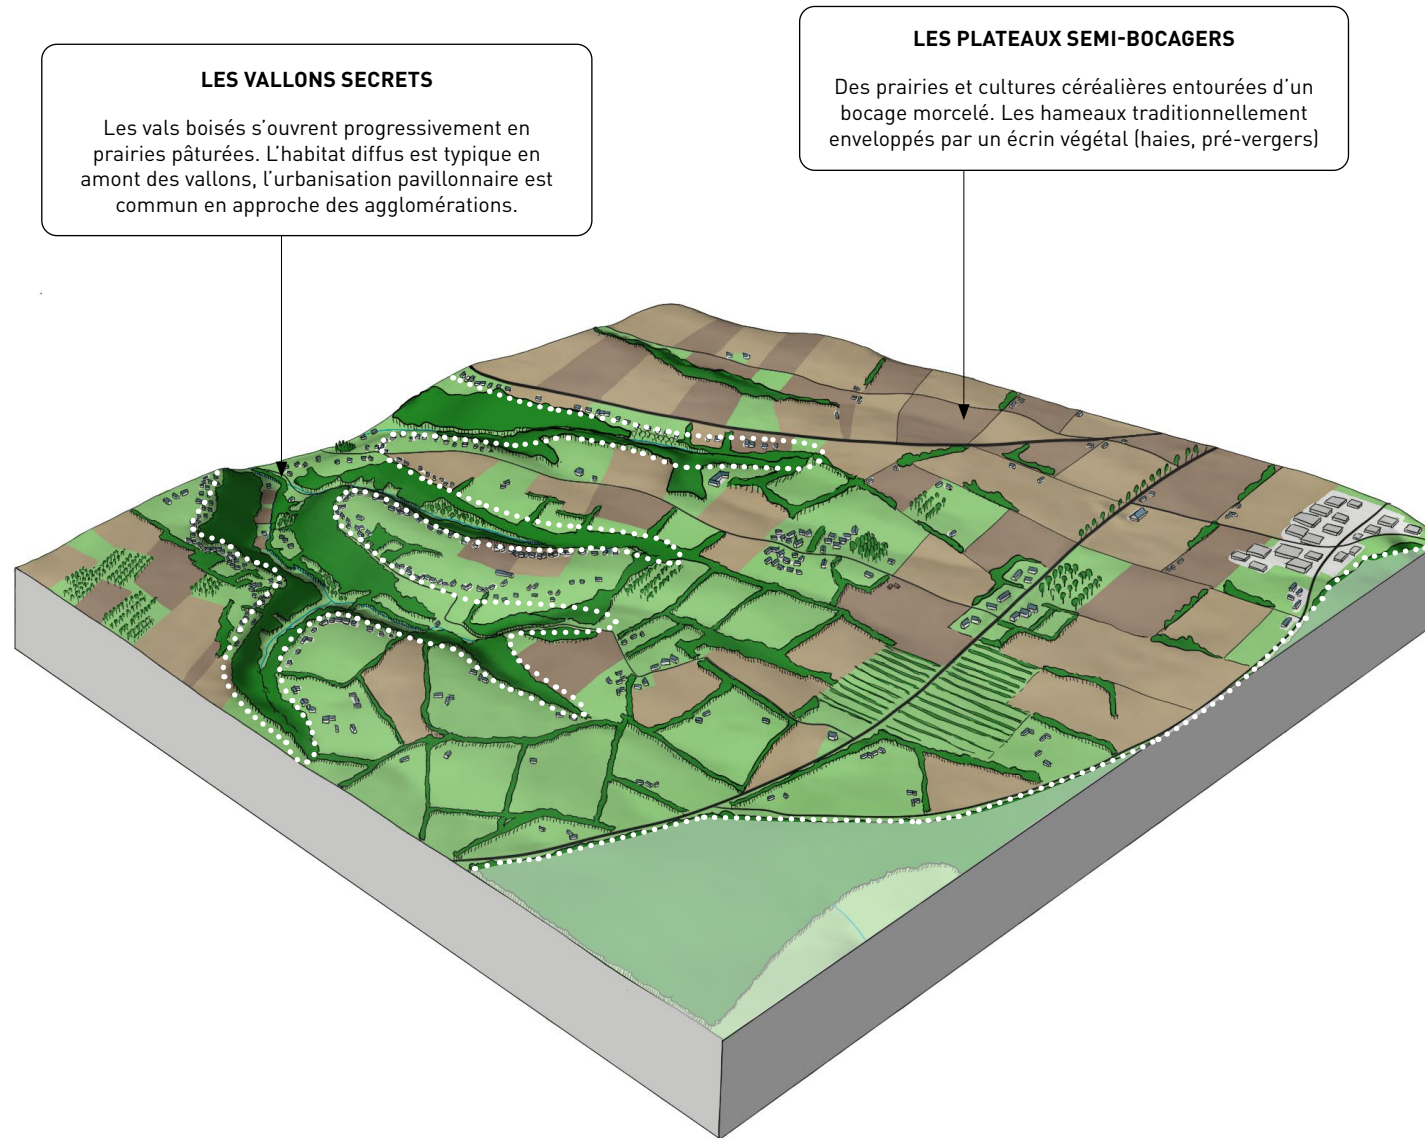 LES VALLONS SECRETS
Les vals boisés s’ouvrent progressivement en
prairies pâturées. L’habitat diffus est typique en
amont des vallons, l’urbanisation pavillonnaire est
commun en approche des agglomérations.
LES PLATEAUX SEMI-BOCAGERS
Des prairies et cultures céréalières entourées d’un
bocage morcelé. Les hameaux traditionnellement
enveloppés par un écrin végétal (haies, pré-vergers)